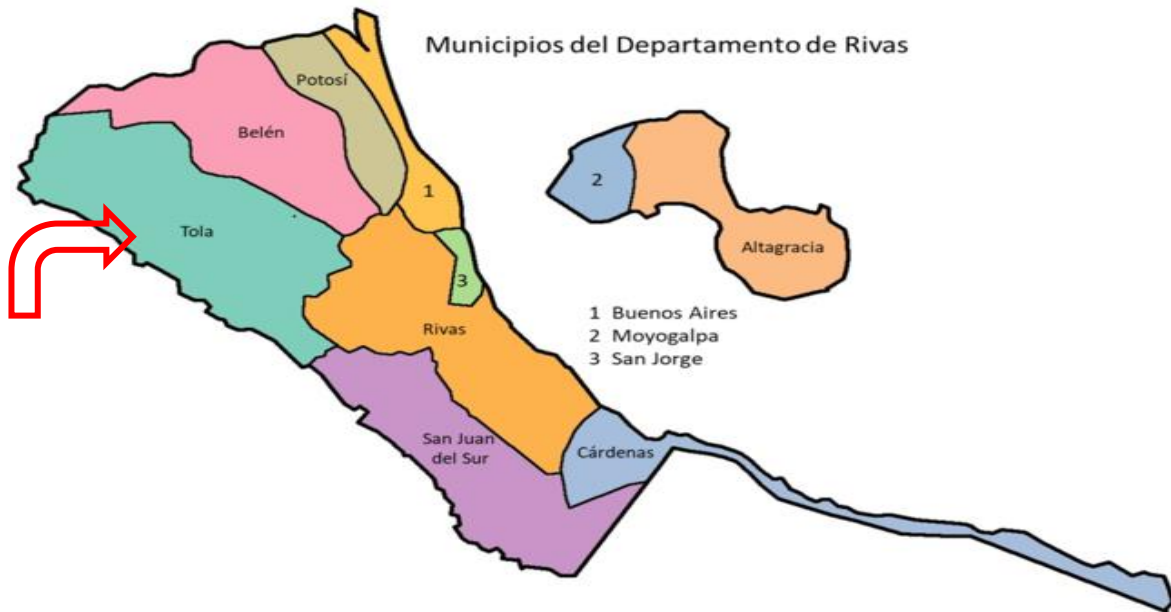 Municipios del Departamento de Rivas
Potosí
Belén
1
2
Tola
Altagracia
3
1 Buenos Aires
Rivas
2 Moyogalpa
3 San Jorge
San Juan
del Sur
Cárdenas